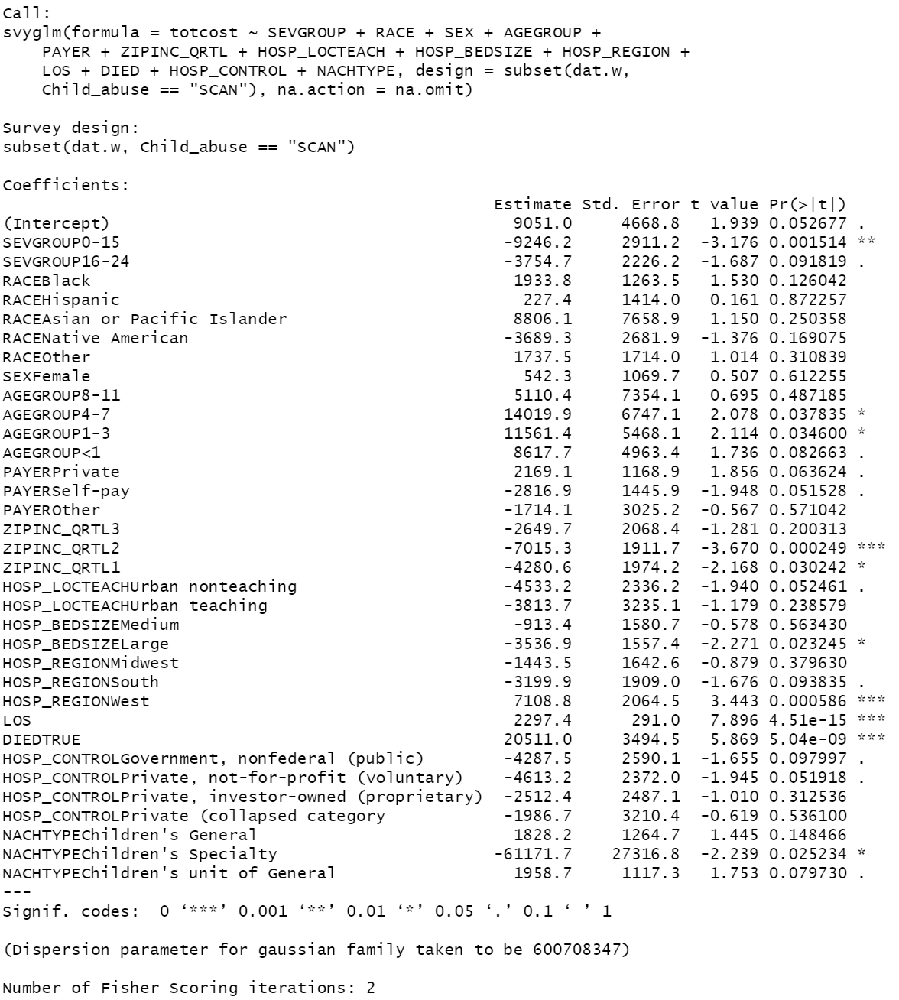 Call:
svyglm(formula = totcost ~ SEVGROUP + RACE + SEX + AGEGROUP +
    PAYER + ZIPINC_QRTL + HOSP_LOCTEACH + HOSP_BEDSIZE + HOSP_REGION +
    LOS + DIED + HOSP_CONTROL + NACHTYPE, design = subset(dat.w,
    Child_abuse == "SCAN"), na.action = na.omit)

Survey design:
subset(dat.w, Child_abuse == "SCAN")

Coefficients:
                                                  Estimate Std. Error t value Pr(>|t|)
(Intercept)                                         9051.0     4668.8   1.939 0.052677 .
SEVGROUP0-15                                       -9246.2     2911.2  -3.176 0.001514 **
SEVGROUP16-24                                      -3754.7     2226.2  -1.687 0.091819 .
RACEBlack                                           1933.8     1263.5   1.530 0.126042
RACEHispanic                                         227.4     1414.0   0.161 0.872257
RACEAsian or Pacific Islander                       8806.1     7658.9   1.150 0.250358
RACENative American                                -3689.3     2681.9  -1.376 0.169075
RACEOther                                           1737.5     1714.0   1.014 0.310839
SEXFemale                                            542.3     1069.7   0.507 0.612255
AGEGROUP8-11                                        5110.4     7354.1   0.695 0.487185
AGEGROUP4-7                                        14019.9     6747.1   2.078 0.037835 *
AGEGROUP1-3                                        11561.4     5468.1   2.114 0.034600 *
AGEGROUP<1                                          8617.7     4963.4   1.736 0.082663 .
PAYERPrivate                                        2169.1     1168.9   1.856 0.063624 .
PAYERSelf-pay                                      -2816.9     1445.9  -1.948 0.051528 .
PAYEROther                                         -1714.1     3025.2  -0.567 0.571042
ZIPINC_QRTL3                                       -2649.7     2068.4  -1.281 0.200313
ZIPINC_QRTL2                                       -7015.3     1911.7  -3.670 0.000249 ***
ZIPINC_QRTL1                                       -4280.6     1974.2  -2.168 0.030242 *
HOSP_LOCTEACHUrban nonteaching                     -4533.2     2336.2  -1.940 0.052461 .
HOSP_LOCTEACHUrban teaching                        -3813.7     3235.1  -1.179 0.238579
HOSP_BEDSIZEMedium                                  -913.4     1580.7  -0.578 0.563430
HOSP_BEDSIZELarge                                  -3536.9     1557.4  -2.271 0.023245 *
HOSP_REGIONMidwest                                 -1443.5     1642.6  -0.879 0.379630
HOSP_REGIONSouth                                   -3199.9     1909.0  -1.676 0.093835 .
HOSP_REGIONWest                                     7108.8     2064.5   3.443 0.000586 ***
LOS                                                 2297.4      291.0   7.896 4.51e-15 ***
DIEDTRUE                                           20511.0     3494.5   5.869 5.04e-09 ***
HOSP_CONTROLGovernment, nonfederal (public)        -4287.5     2590.1  -1.655 0.097997 .
HOSP_CONTROLPrivate, not-for-profit (voluntary)    -4613.2     2372.0  -1.945 0.051918 .
HOSP_CONTROLPrivate, investor-owned (proprietary)  -2512.4     2487.1  -1.010 0.312536
HOSP_CONTROLPrivate (collapsed category            -1986.7     3210.4  -0.619 0.536100
NACHTYPEChildren's General                          1828.2     1264.7   1.445 0.148466
NACHTYPEChildren's Specialty                      -61171.7    27316.8  -2.239 0.025234 *
NACHTYPEChildren's unit of General                  1958.7     1117.3   1.753 0.079730 .
---
Signif. codes:  0 ‘***’ 0.001 ‘**’ 0.01 ‘*’ 0.05 ‘.’ 0.1 ‘ ’ 1

(Dispersion parameter for gaussian family taken to be 600708347)

Number of Fisher Scoring iterations: 2